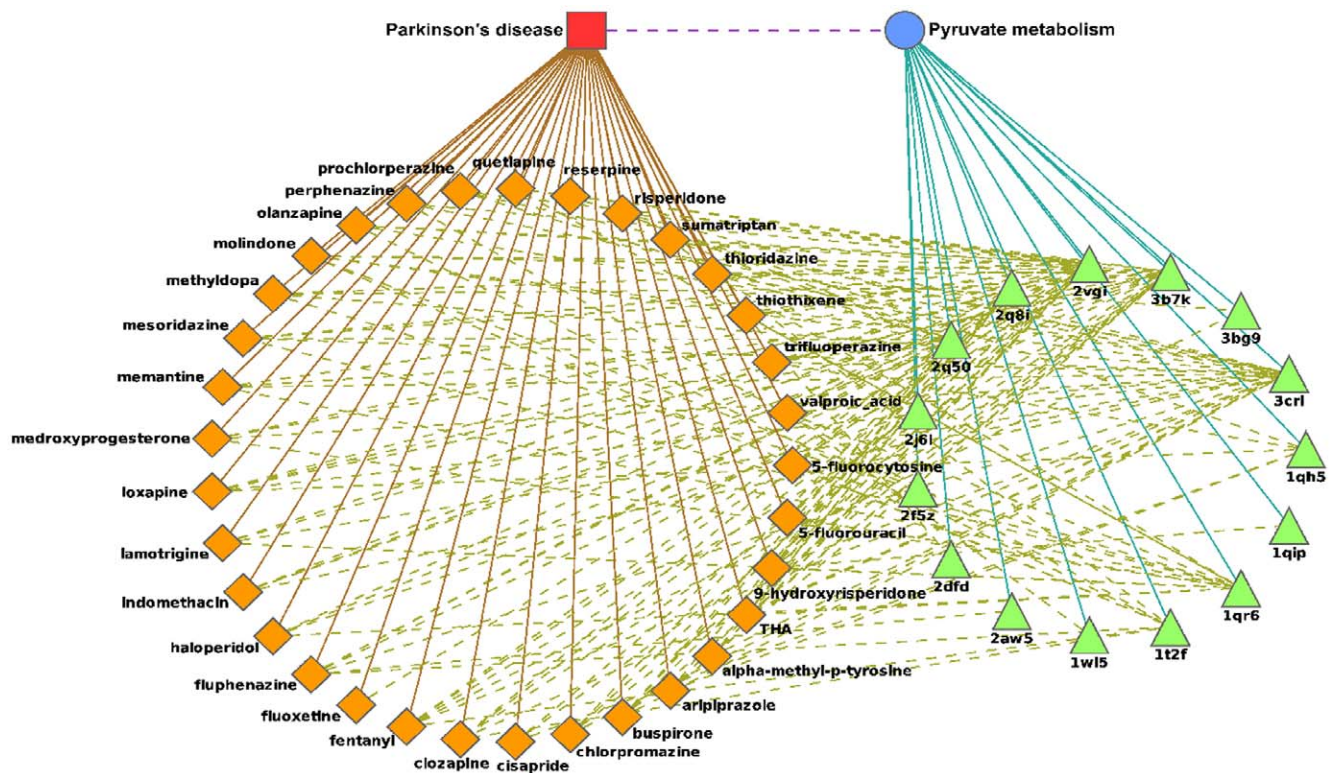 Parkinson's disease
Pyruvate metabolism
prochlorperazine
quetiapine
reserpine
perphenazine
risperidone
olanzapine
sumatriptan
molindone
thioridazine
methyldopa
thiothixene
mesoridazine
trifluoperazine
memantine
valproic_acid
medroxyprogesterone
5-fluorocytosine
loxapine
5-fluorouracil
lamotrigine
9-hydroxyrisperidone
indomethacin
THA
haloperidol
alpha-methyl-p-tyrosine
fluphenazine
aripiprazole
fluoxetine
buspirone
fentanyl
chlorpromazine
clozapine
cisapride
2vgi
3b7k
2q8i
3bg9
2q50
3crl
2j6l
1qh5
2f5z
1qip
2dfd
1qr6
2aw5
1wl5
1t2f